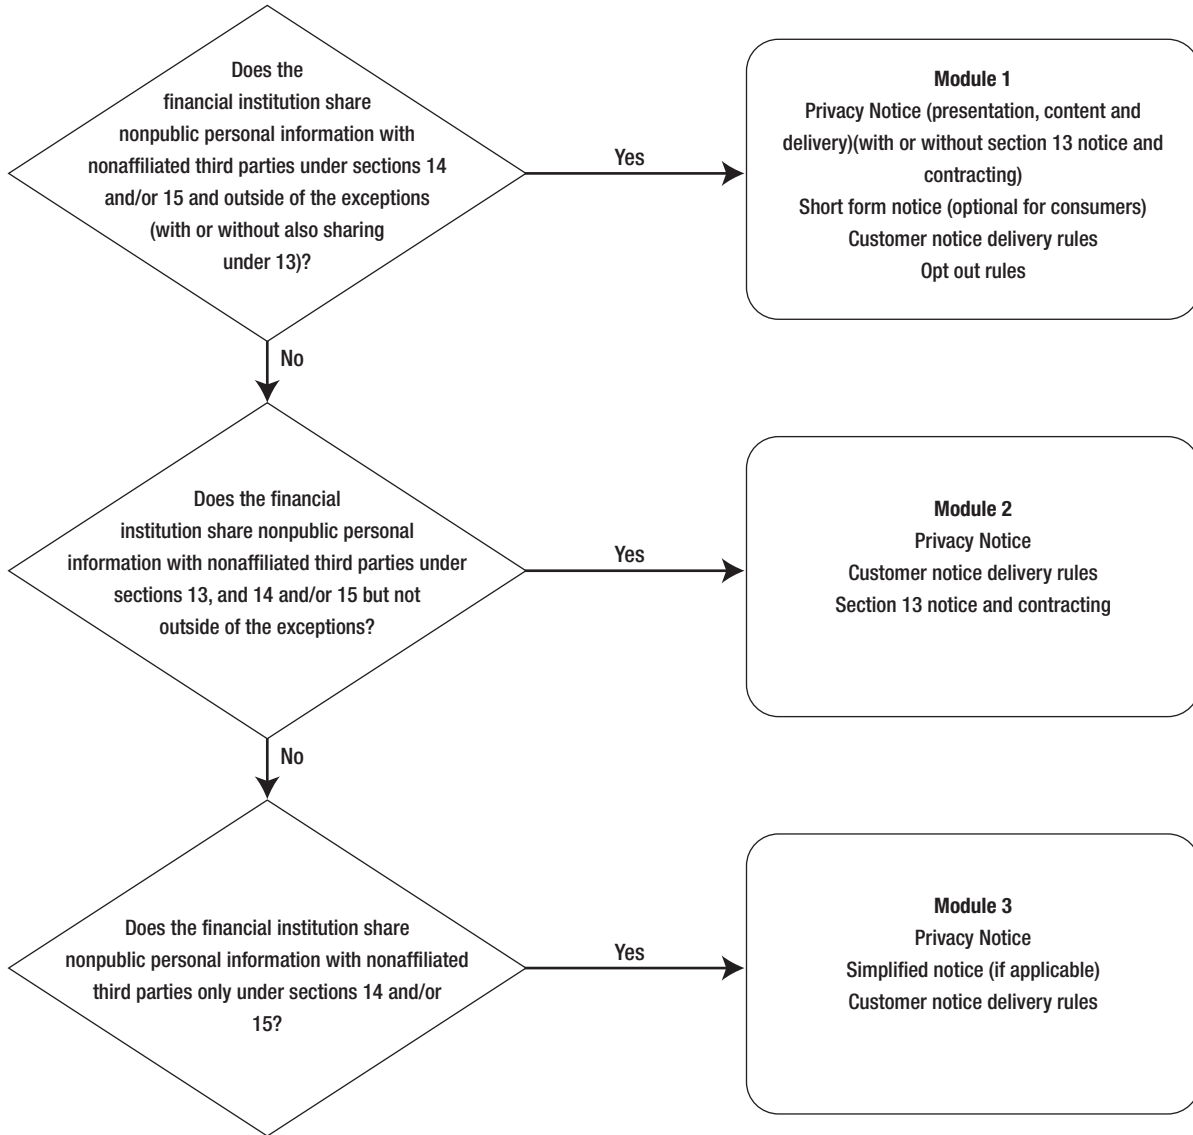 Does the
financial institution share
nonpublic personal information with
nonaffiliated third parties under sections 14
and/or 15 and outside of the exceptions
(with or without also sharing
under 13)?
Yes
Module 1
Privacy Notice (presentation, content and
delivery)(with or without section 13 notice and
contracting)
Short form notice (optional for consumers)
Customer notice delivery rules
Opt out rules
No
Does the financial
institution share nonpublic personal
information with nonaffiliated third parties under
sections 13, and 14 and/or 15 but not
outside of the exceptions?
Yes
Module 2
Privacy Notice
Customer notice delivery rules
Section 13 notice and contracting
No
Does the financial institution share
nonpublic personal information with nonaffiliated
third parties only under sections 14 and/or
15?
Yes
Module 3
Privacy Notice
Simplified notice (if applicable)
Customer notice delivery rules